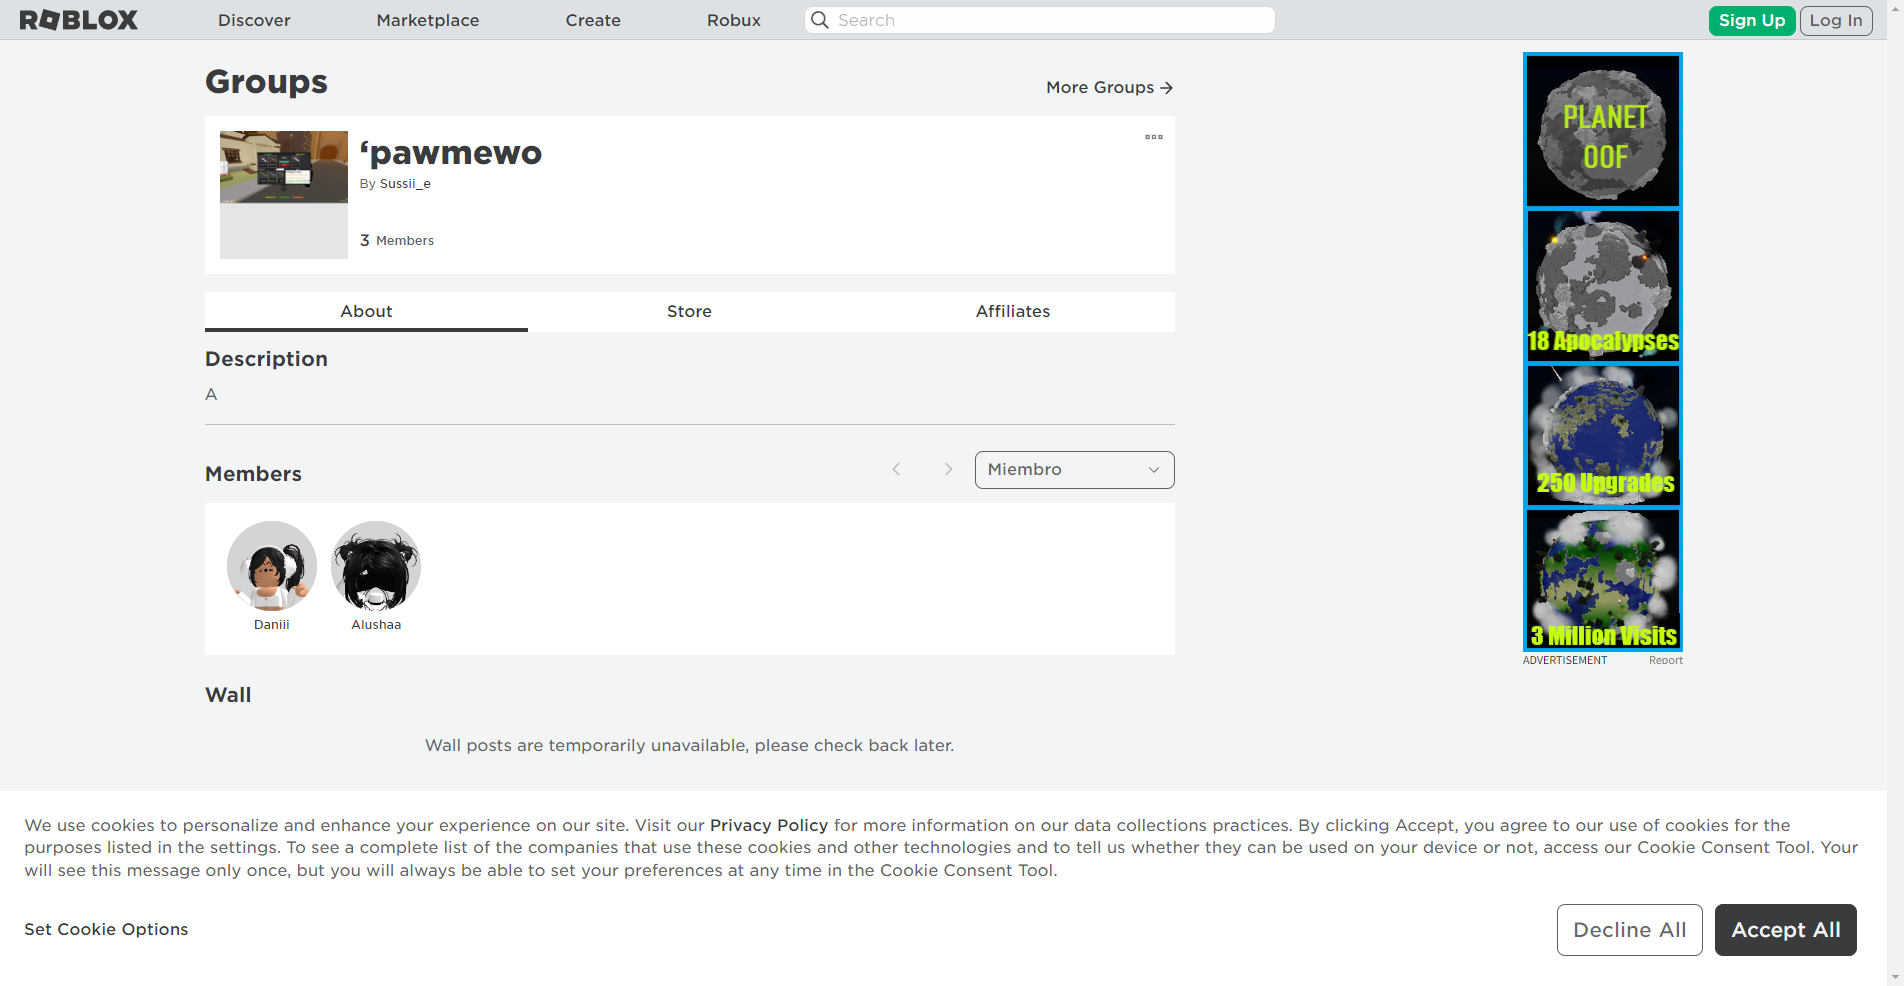 ROBLOX
Discover
Marketplace
Create
Robux
Search
Sign Up
Log In
Groups
More Groups
‘pawmewo
By Sussii_e
3 Members
About
Store
Affiliates
Description
A
Members
Miembro
Daniii
Alushaa
Wall
Wall posts are temporarily unavailable, please check back later.
PLANET
OOF
18 Apocalypses
250 Upgrades
3 Million Visits
ADVERTISEMENT
Report
We use cookies to personalize and enhance your experience on our site. Visit our Privacy Policy for more information on our data collections practices. By clicking Accept, you agree to our use of cookies for the
purposes listed in the settings. To see a complete list of the companies that use these cookies and other technologies and to tell us whether they can be used on your device or not, access our Cookie Consent Tool. Your
will see this message only once, but you will always be able to set your preferences at any time in the Cookie Consent Tool.
Set Cookie Options
Decline All
Accept All